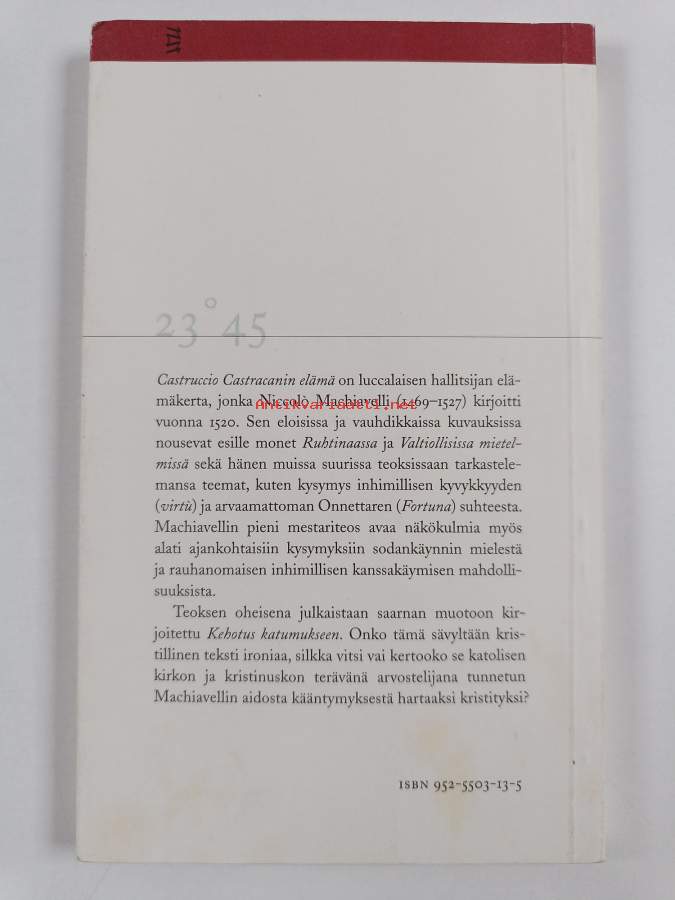 23°45
Castruccio Castracanin elämä on luccalaisen hallitsijan elä-
mäkerta, jonka Niccolò Machiavelli (1469–1527) kirjoitti
Antikvariaatti.net
vuonna 1520. Sen eloisissa ja vauhdikkaissa kuvauksissa
nousevat esille monet Ruhtinaassa ja Valtiollisissa mietel-
missä sekä hänen muissa suurissa teoksissaan tarkastele-
mansa teemat, kuten kysymys inhimillisen kyvykkyyden
(virtù) ja arvaamattoman Onnettaren (Fortuna) suhteesta.
Machiavellin pieni mestariteos avaa näkökulmia myös
alati ajankohtaisiin kysymyksiin sodankäynnin mielestä
ja rauhanomaisen inhimillisen kanssakäymisen mahdolli-
suuksista.
Teoksen oheisena julkaistaan saarnan muotoon kir-
joitettu Kehotus katumukseen. Onko tämä sävyltään kris-
tillinen teksti ironiaa, silkka vitsi vai kertooko se katolisen
kirkon ja kristinuskon terävänä arvostelijana tunnetun
Machiavellin aidosta kääntymyksestä hartaaksi kristityksi?
ISBN 952-5503-13-5